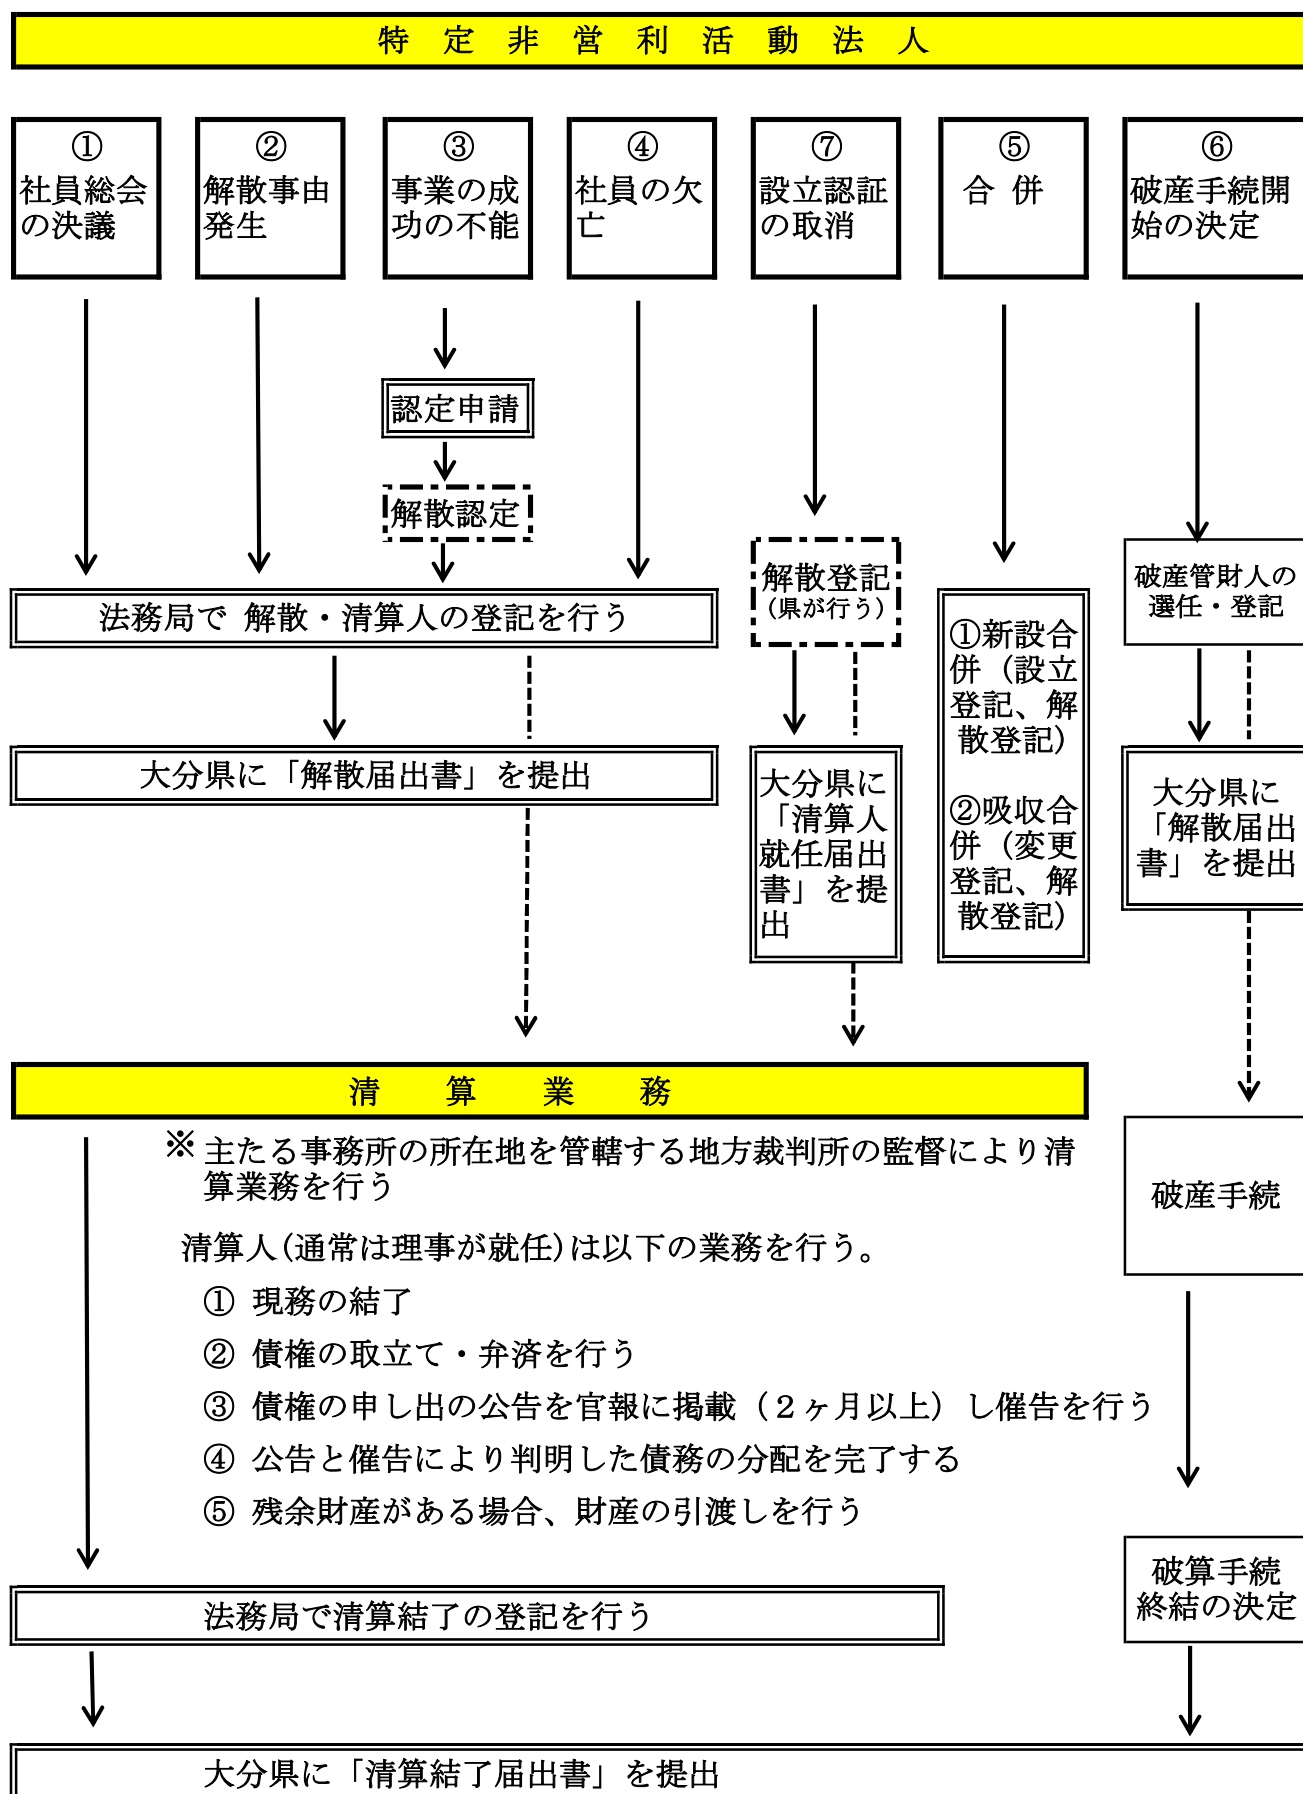 特定非営利活動法人
①
社員総会
の決議
②
解散事由
発生
③
事業の成
功の不能
④
社員の欠
亡
⑦
設立認証
の取消
⑤
合 併
⑥
破産手続開
始の決定
認定申請
解散認定
法務局で 解散・清算人の登記を行う
大分県に「解散届出書」を提出
解散登記
（県が行う）
大分県に
「清算人
就任届出
書」を提
出
①新設合
併（設立
登記、解
散登記）
②吸収合
併（変更
登記、解
散登記）
破産管財人の
選任・登記
大分県に
「解散届出
書」を提出
清算業務
※ 主たる事務所の所在地を管轄する地方裁判所の監督により清
算業務を行う
清算人(通常は理事が就任)は以下の業務を行う。
① 現務の結了
② 債権の取立て・弁済を行う
③ 債権の申し出の公告を官報に掲載（２ヶ月以上）し催告を行う
④ 公告と催告により判明した債務の分配を完了する
⑤ 残余財産がある場合、財産の引渡しを行う
破産手続
破算手続
終結の決定
法務局で清算結了の登記を行う
大分県に「清算結了届出書」を提出